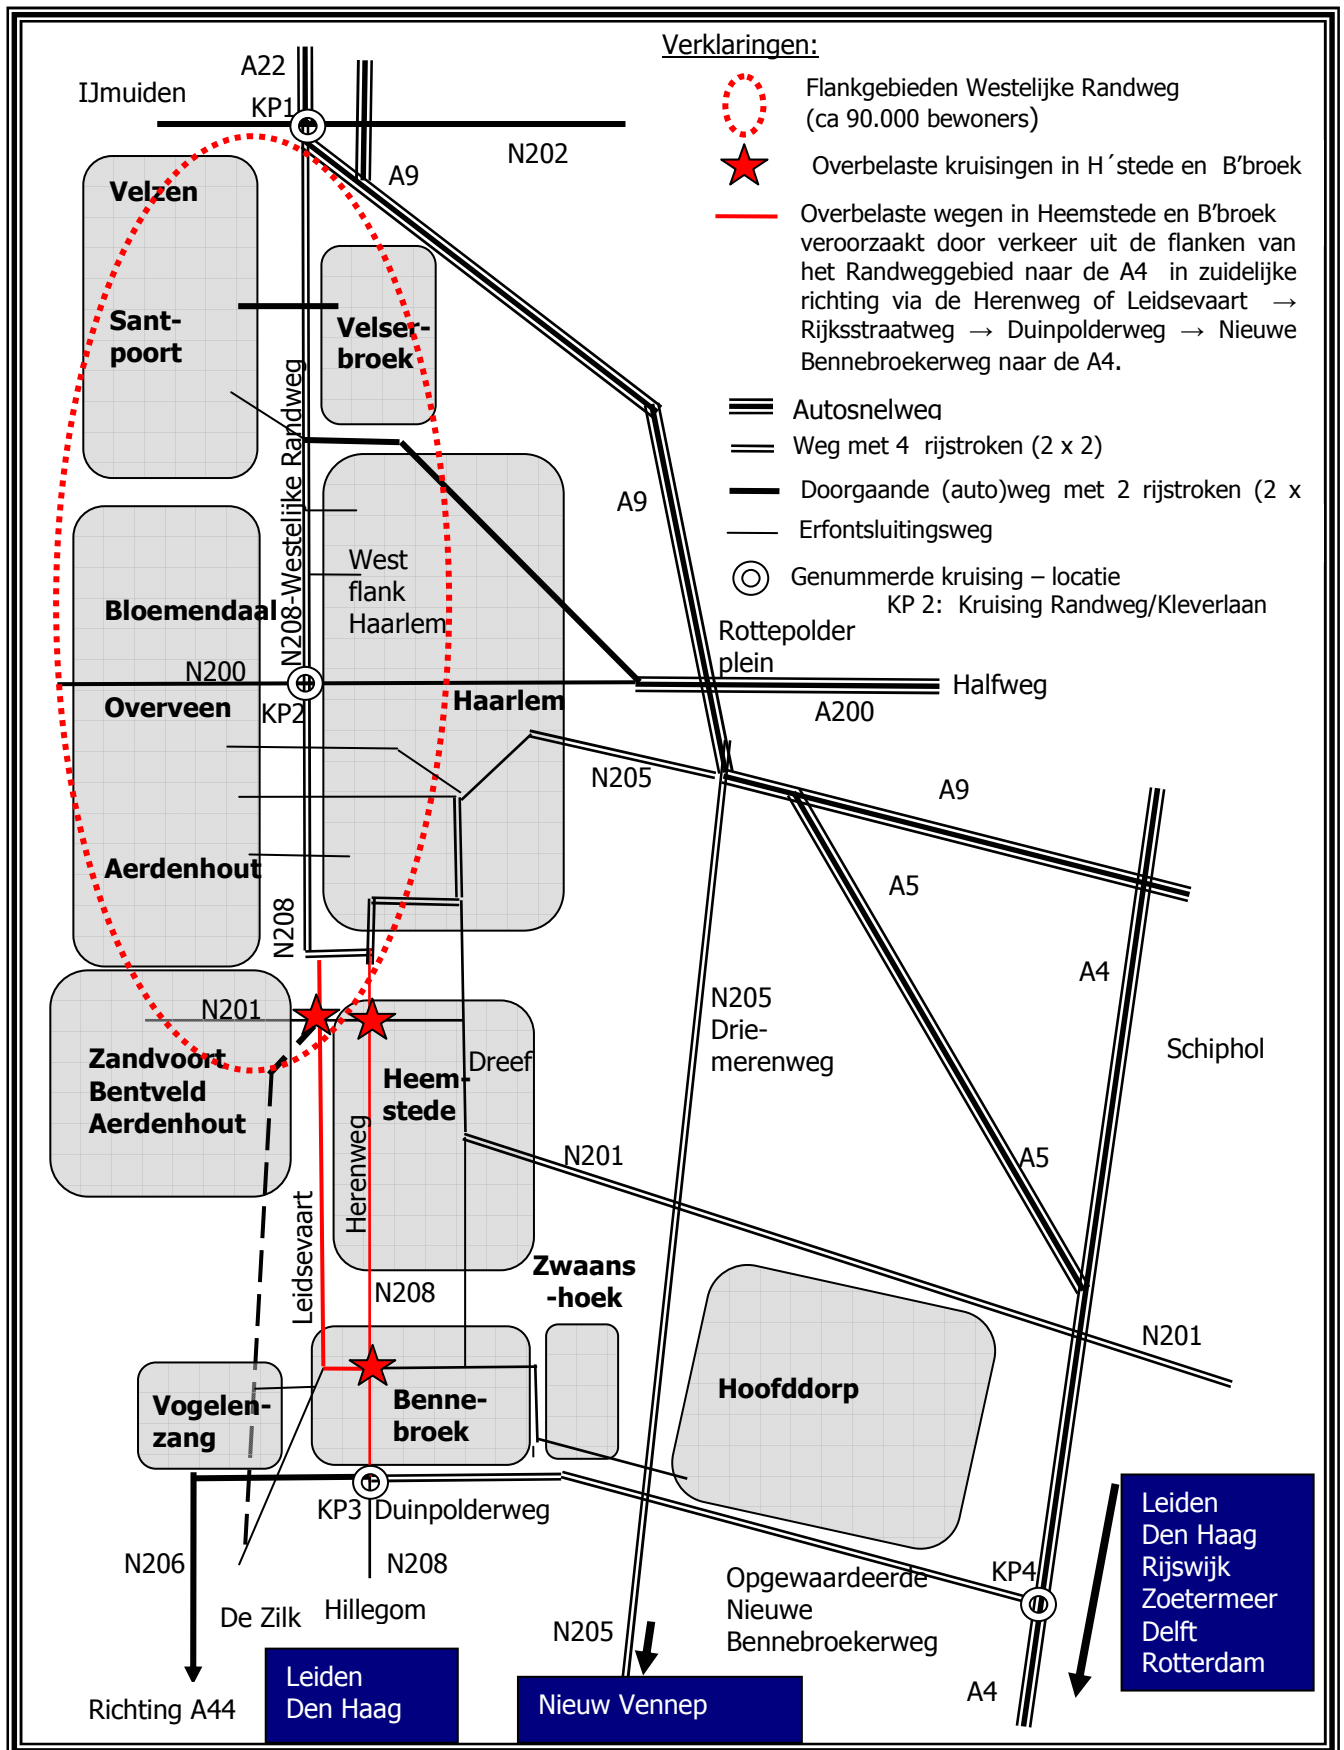 Verklaringen:
Flankgebieden Westelijke Randweg
(ca 90.000 bewoners)
Overbelaste kruisingen in H´stede en B'broek
Overbelaste wegen in Heemstede en B'broek
veroorzaakt door verkeer uit de flanken van
het Randweggebied naar de A4 in zuidelijke
richting via de Herenweg of Leidsevaart →
Rijksstraatweg → Duinpolderweg → Nieuwe
Bennebroekerweg naar de A4.
Autosnelweg
Weg met 4 rijstroken (2 x 2)
Doorgaande (auto)weg met 2 rijstroken (2 x
Erfontsluitingsweg
Genummerde kruising – locatie
KP 2: Kruising Randweg/Kleverlaan
A22
IJmuiden
KP1
N202
A9
Velzen
Sant-
poort
Velser-
broek
N208-Westelijke Randweg
A9
West
flank
Haarlem
Bloemendaal
Rottepolder
plein
N200
Overveen
KP2
Haarlem
Halfweg
A200
N205
A9
Aerdenhout
A5
N208
A4
N201
N205
Drie-
merenweg
Schiphol
Zandvoort
Bentveld
Aerdenhout
Dreef
Heem-
stede
Herenweg
N201
A5
Leidsevaart
Zwaans
-hoek
N208
N201
Hoofddorp
Vogelen-
zang
Benne-
broek
KP3 Duinpolderweg
N206
N208
KP4
Opgewaardeerde
Nieuwe
Bennebroekerweg
De Zilk
Hillegom
N205
A4
Richting A44
Leiden
Den Haag
Nieuw Vennep
Leiden
Den Haag
Rijswijk
Zoetermeer
Delft
Rotterdam